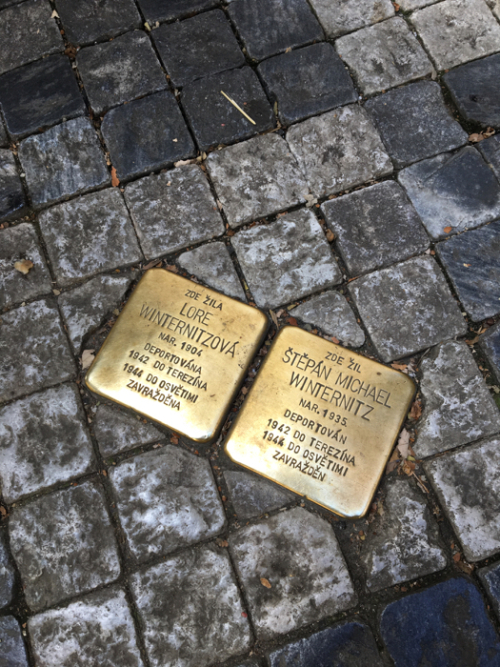 ZDE ŽILA
LORE
WINTERNITZOVÁ
NAR. 1904
DEPORTOVÁNA
1942 DO TEREZÍNA
1944 DO OSVĚTIMI
ZAVRAŽDĚNA
ZDE ŽIL
ŠTĚPÁN MICHAEL
WINTERNITZ
NAR. 1935
DEPORTOVÁN
1942 DO TEREZÍNA
1944 DO OSVĚTIMI
ZAVRAŽDĚN